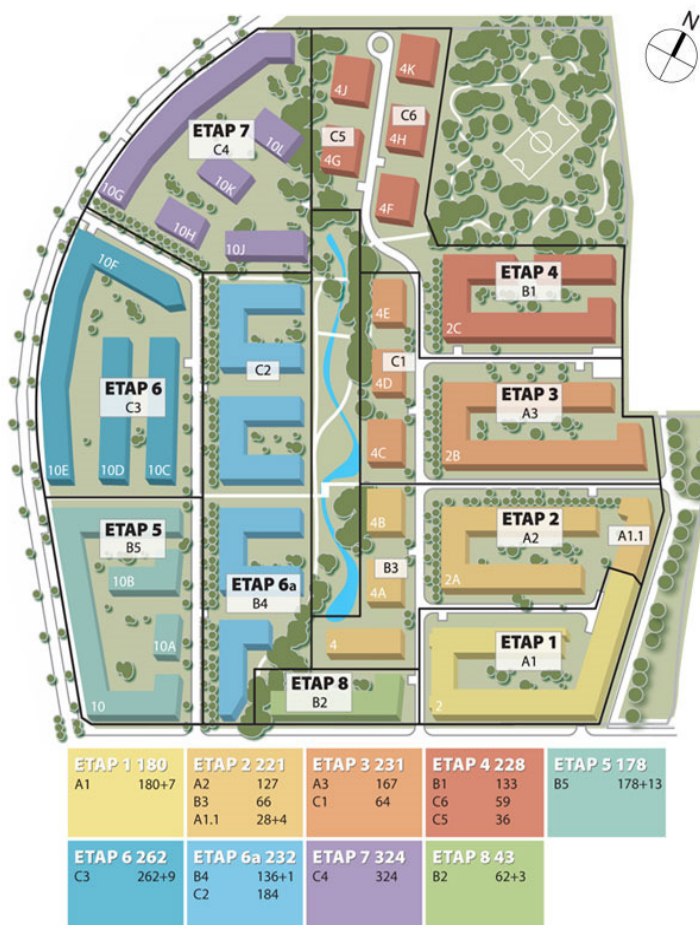 N
4K
4J
ETAP 7
C4
10L
C5
C6
4H
4G
10K
10G
4F
10H
10J
10F
ETAP 4
B1
4E
2C
C2
C1
4D
ETAP 6
C3
ETAP 3
A3
4C
2B
10E
10D
10C
4B
ETAP 2
A2
A1.1
ETAP 5
B5
B3
10B
ETAP 6a
B4
4A
2A
10A
4
ETAP 1
A1
ETAP 8
B2
10
2
ETAP 1 180
A1 180+7
ETAP 2 221
A2 127
B3 66
A1.1 28+4
ETAP 3 231
A3 167
C1 64
ETAP 4 228
B1 133
C6 59
C5 36
ETAP 5 178
B5 178+13
ETAP 6 262
C3 262+9
ETAP 6a 232
B4 136+1
C2 184
ETAP 7 324
C4 324
ETAP 8 43
B2 62+3